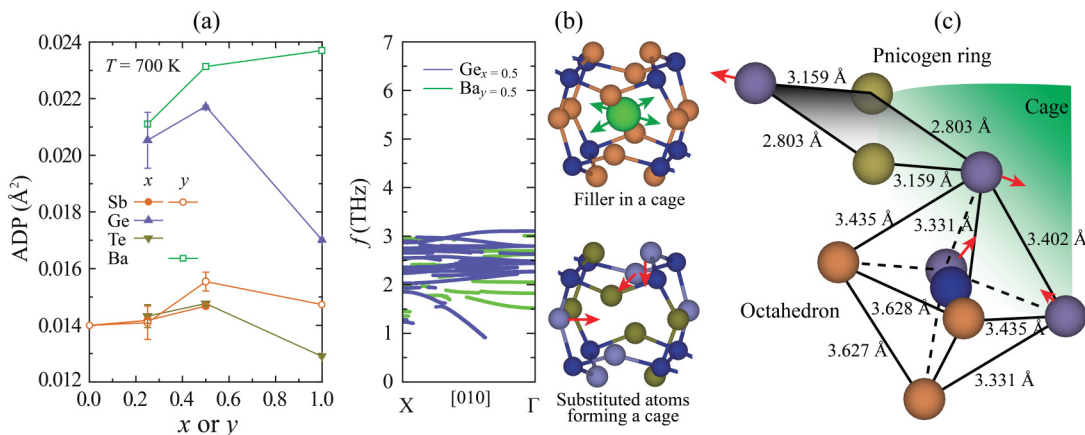 (a)
(b)
(c)
T = 700 K
ADP (Å²)
0.024
0.022
0.020
0.018
0.016
0.014
0.012
x y
Sb
Ge
Te
Ba
0.0 0.2 0.4 0.6 0.8 1.0
x or y
f (THz)
7
6
5
4
3
2
1
0
Ge x = 0.5
Ba y = 0.5
X [010] Γ
Filler in a cage
Substituted atoms
forming a cage
Pnicogen ring
Cage
3.159 Å
2.803 Å
2.803 Å
3.159 Å
3.435 Å
3.331 Å
3.402 Å
Octahedron
3.628 Å
3.435 Å
3.627 Å
3.331 Å